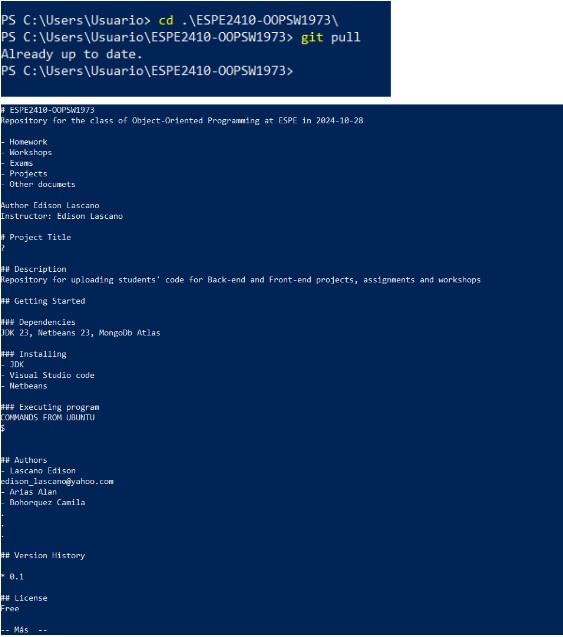 PS C:\Users\Usuario> cd .\ESPE2410-OOPSW1973\
PS C:\Users\Usuario\ESPE2410-OOPSW1973> git pull
Already up to date.
PS C:\Users\Usuario\ESPE2410-OOPSW1973>
# ESPE2410-OOPSW1973
Repository for the class of Object-Oriented Programming at ESPE in 2024-10-28
- Homework
- Workshops
- Exams
- Projects
- Other documets
Author Edison Lascano
Instructor: Edison Lascano
# Project Title
?
## Description
Repository for uploading students' code for Back-end and Front-end projects, assignments and workshops
## Getting Started
### Dependencies
JDK 23, Netbeans 23, MongoDb Atlas
### Installing
- JDK
- Visual Studio code
- Netbeans
### Executing program
COMMANDS FROM UBUNTU
$
## Authors
- Lascano Edison
edison_lascano@yahoo.com
- Arias Alan
- Bohorquez Camila
.
.
.
## Version History
* 0.1
## License
Free
-- Más  --